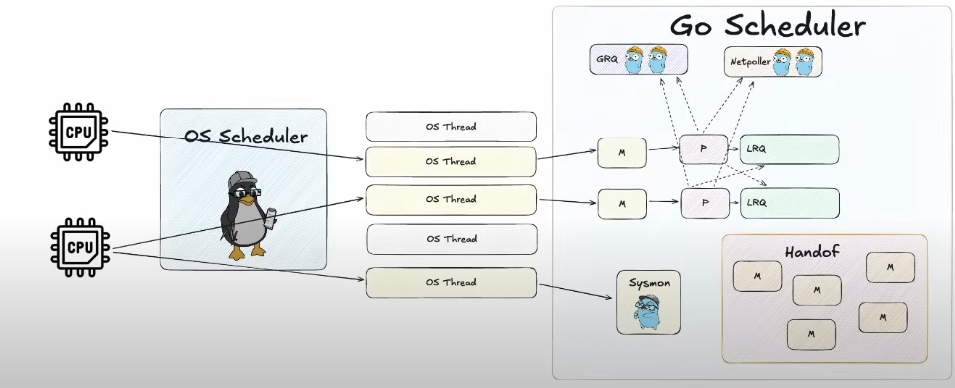 Go Scheduler
GRQ
Netpoller
CPU
OS Scheduler
OS Thread
OS Thread
M
P
LRQ
OS Thread
M
P
LRQ
CPU
OS Thread
OS Thread
Sysmon
Handof
M
M
M
M
M